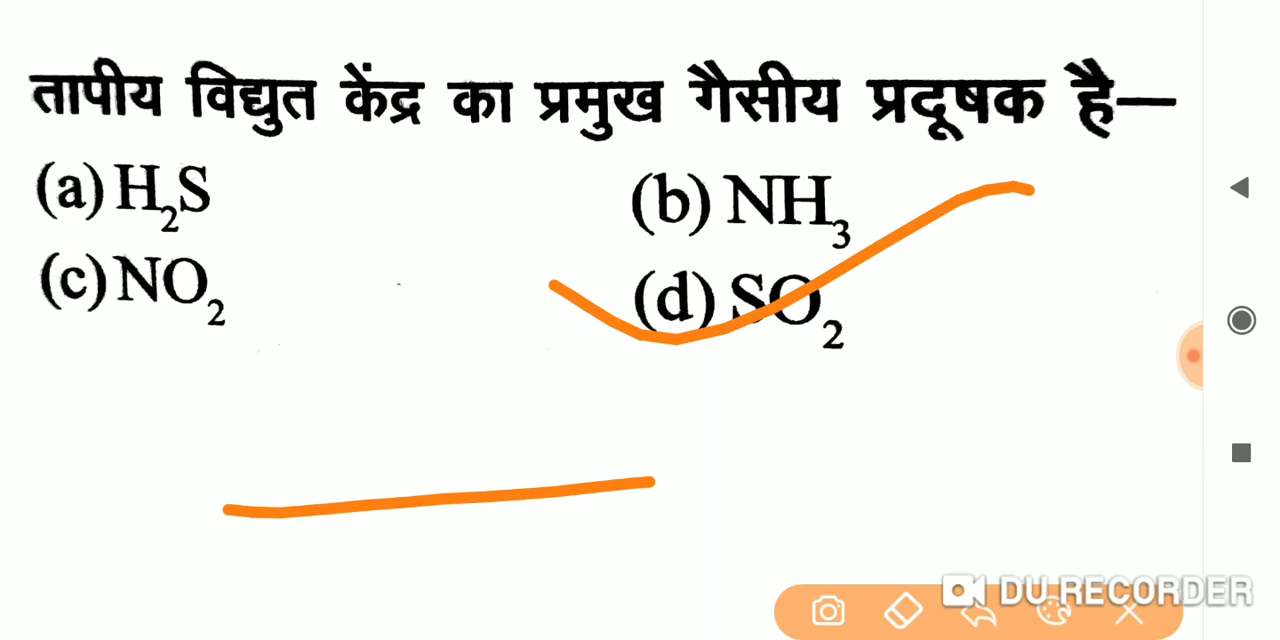 तापीय विद्युत केंद्र का प्रमुख गैसीय प्रदूषक है—
(a) H₂S (b) NH₃
(c) NO₂ (d) SO₂
DU RECORDER